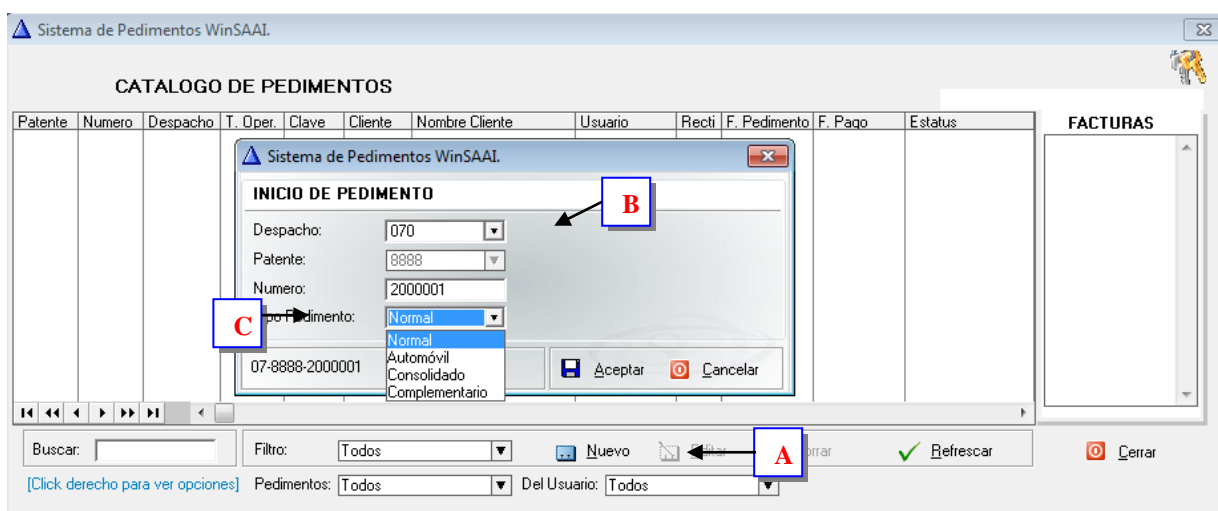 Sistema de Pedimentos WinSAAI.
CATALOGO DE PEDIMENTOS
Patente Numero Despacho T. Oper. Clave Cliente Nombre Cliente Usuario Recti F. Pedimento F. Pago Estatus
FACTURAS
Sistema de Pedimentos WinSAAI.
INICIO DE PEDIMENTO
B
Despacho: 070
Patente: 8888
Numero: 2000001
C
Pedimento: Normal
Normal
Automóvil
Consolidado
Complementario
07-8888-2000001
Aceptar Cancelar
Buscar: Filtro: Todos Nuevo A Refrescar Cerrar
[Click derecho para ver opciones] Pedimentos: Todos Del Usuario: Todos